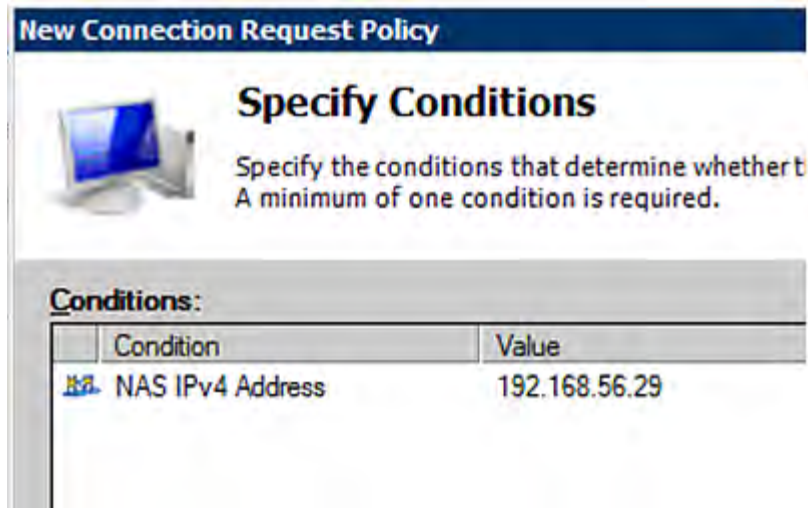 New Connection Request Policy
Specify Conditions
Specify the conditions that determine whether
A minimum of one condition is required.
Conditions:
Condition Value
NAS IPv4 Address 192.168.56.29